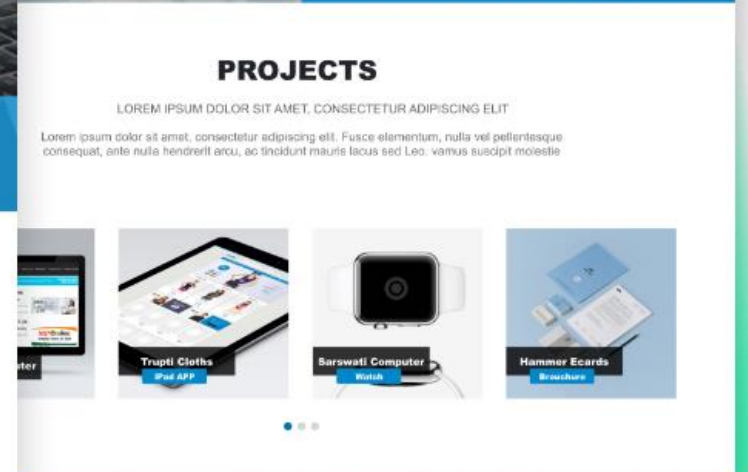 PROJECTS
LOREM IPSUM DOLOR SIT AMET, CONSECTETUR ADIPISCING ELIT
Lorem ipsum dolor sit amet, consectetur adipiscing elit. Fusce elementum, nulla vel pellentesque
consequat, ante nulla hendrerit arcu, ac tincidunt mauris lacus sed Leo. vamus suscipit molestie
Trupti Cloths
iPad APP
Sarswati Computer
Watch
Hammer Ecards
Brouchure